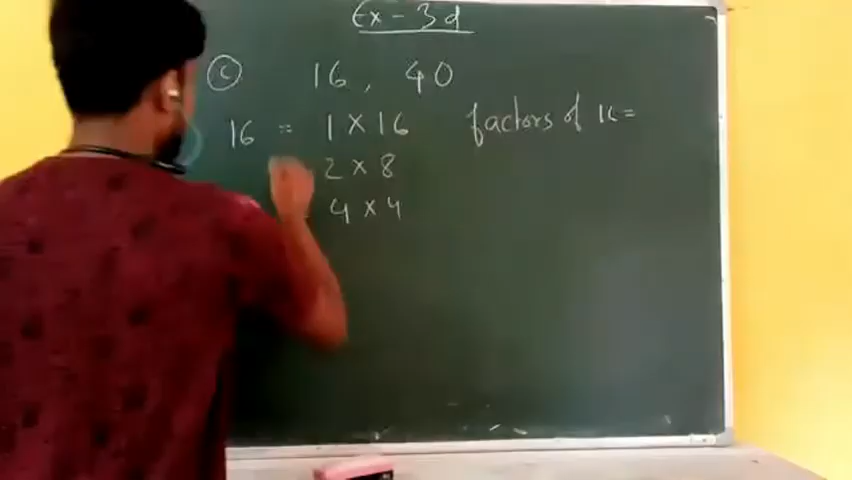 Ex - 3d
(c) 16, 40
16 = 1 × 16 factors of 16 =
2 × 8
4 × 4